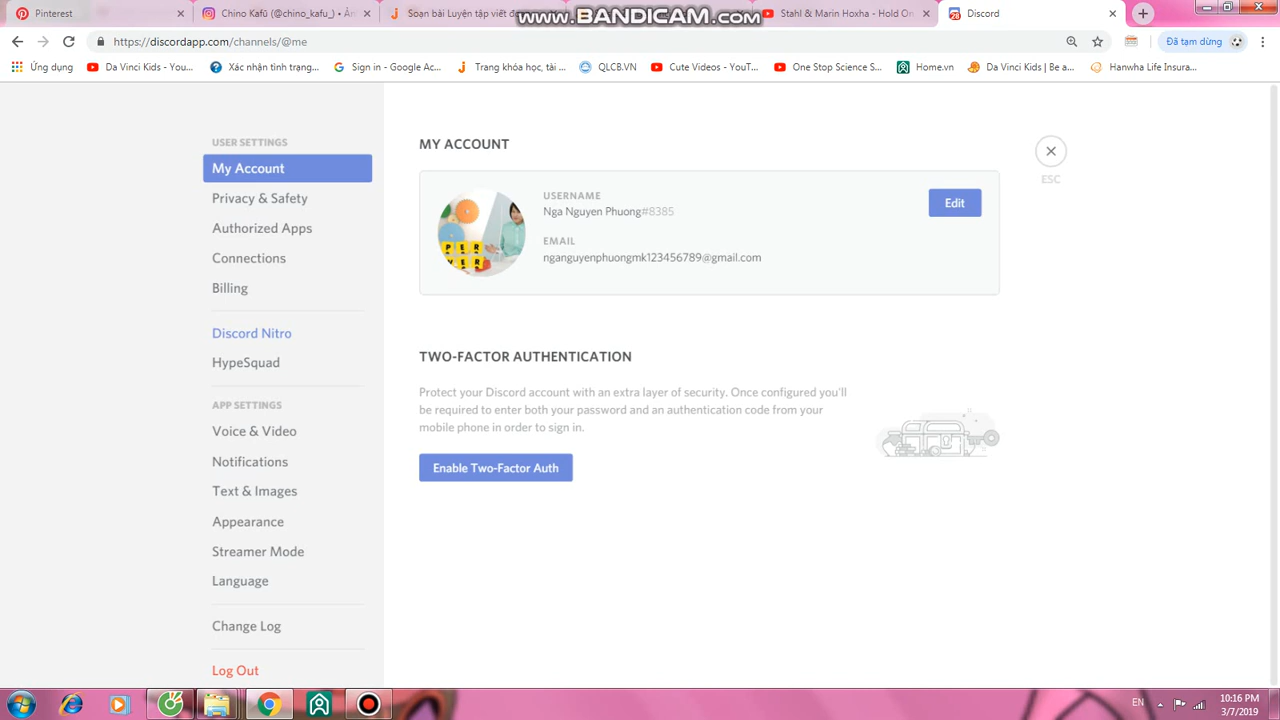 Pinterest
Chino Kafuu (@chino_kafu_) •
Soạn bài Luyện tập viết đ
www.BANDICAM.com
Stahl & Marin Hoxha - Hold On
28
Discord
https://discordapp.com/channels/@me
Đã tạm dừng
Ứng dụng
Da Vinci Kids - You...
Xác nhận tình trạng...
Sign in - Google Ac...
Trang khóa học, tài ...
QLCB.VN
Cute Videos - YouT...
One Stop Science S...
Home.vn
Da Vinci Kids | Be a...
Hanwha Life Insura...
USER SETTINGS
My Account
Privacy & Safety
Authorized Apps
Connections
Billing
Discord Nitro
HypeSquad
APP SETTINGS
Voice & Video
Notifications
Text & Images
Appearance
Streamer Mode
Language
Change Log
Log Out
MY ACCOUNT
ESC
USERNAME
Nga Nguyen Phuong#8385
Edit
EMAIL
nganguyenphuongmk123456789@gmail.com
TWO-FACTOR AUTHENTICATION
Protect your Discord account with an extra layer of security. Once configured you'll
be required to enter both your password and an authentication code from your
mobile phone in order to sign in.
Enable Two-Factor Auth
EN
10:16 PM
3/7/2019